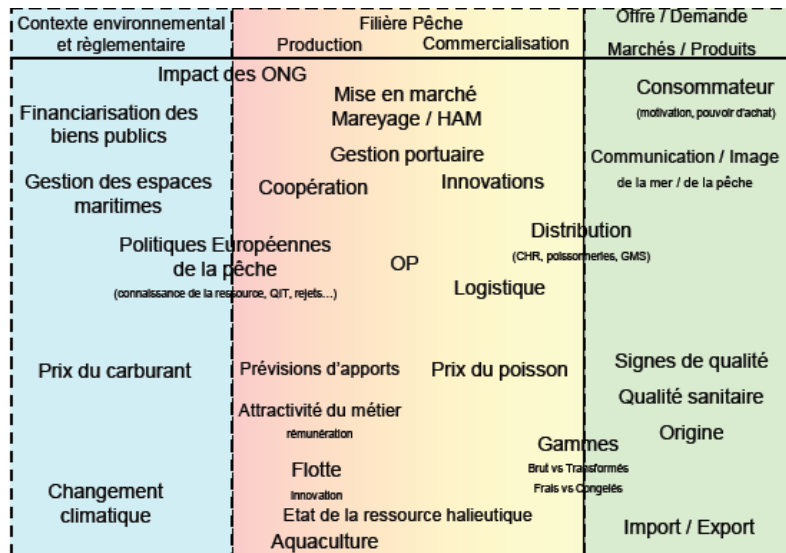 Contexte environnemental
et règlementaire
Filière Pêche
Production
Commercialisation
Offre / Demande
Marchés / Produits
Impact des ONG
Financiarisation des
biens publics
Gestion des espaces
maritimes
Politiques Européennes
de la pêche
(connaissance de la ressource, QIT, rejets...)
Prix du carburant
Changement
climatique
Mise en marché
Mareyage / HAM
Gestion portuaire
Coopération
Innovations
OP
Logistique
Prévisions d'apports
Prix du poisson
Attractivité du métier
rémunération
Flotte
Innovation
Etat de la ressource halieutique
Aquaculture
Distribution
(CHR, poissonneries, GMS)
Gammes
Brut vs Transformés
Frais vs Congelés
Consommateur
(motivation, pouvoir d'achat)
Communication / Image
de la mer / de la pêche
Signes de qualité
Qualité sanitaire
Origine
Import / Export